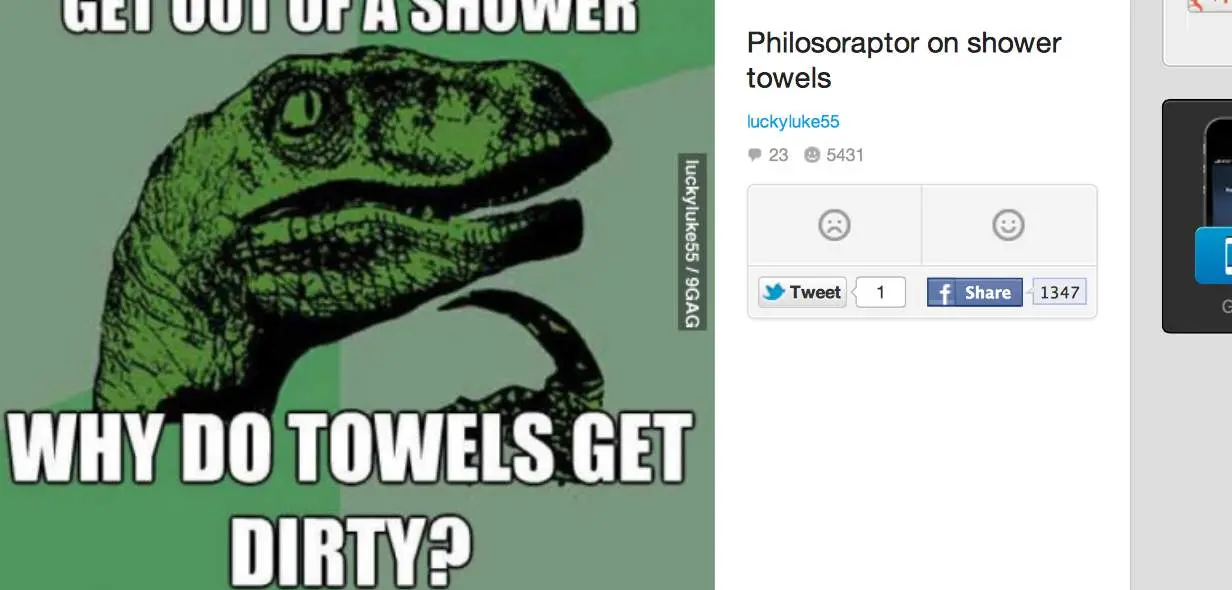 GET OUT OF A SHOWER
WHY DO TOWELS GET
DIRTY?
luckyluke55 / 9GAG
Philosoraptor on shower
towels
luckyluke55
23 5431
Tweet 1 Share 1347